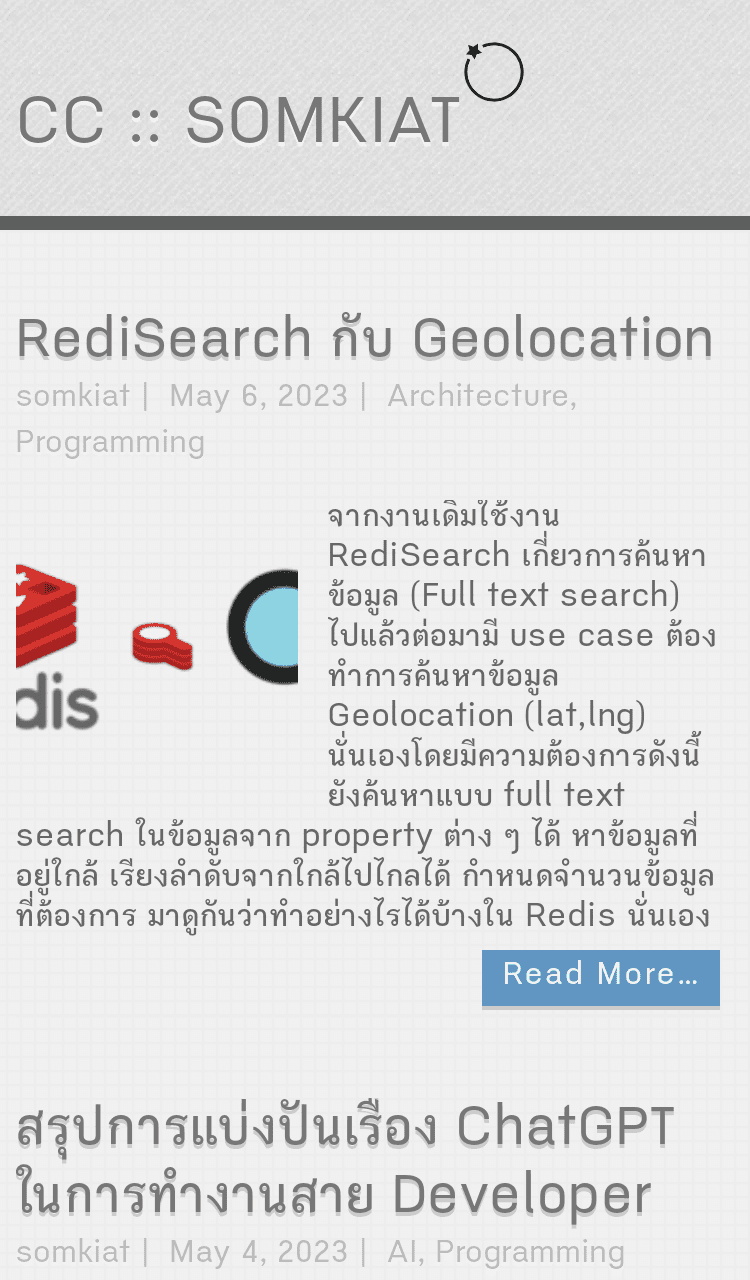 CC :: SOMKIAT
RediSearch กับ Geolocation
somkiat | May 6, 2023 | Architecture,
Programming
จากงานเดิมใช้งาน
RediSearch เกี่ยวการค้นหา
ข้อมูล (Full text search)
ไปแล้วต่อมามี use case ต้อง
ทำการค้นหาข้อมูล
Geolocation (lat,lng)
นั่นเองโดยมีความต้องการดังนี้
ยังค้นหาแบบ full text
dis
search ในข้อมูลจาก property ต่าง ๆ ได้ หาข้อมูลที่
อยู่ใกล้ เรียงลำดับจากใกล้ไปไกลได้ กำหนดจำนวนข้อมูล
ที่ต้องการ มาดูกันว่าทำอย่างไรได้บ้างใน Redis นั่นเอง
Read More…
สรุปการแบ่งปันเรื่อง ChatGPT
ในการทำงานสาย Developer
somkiat | May 4, 2023 | AI, Programming